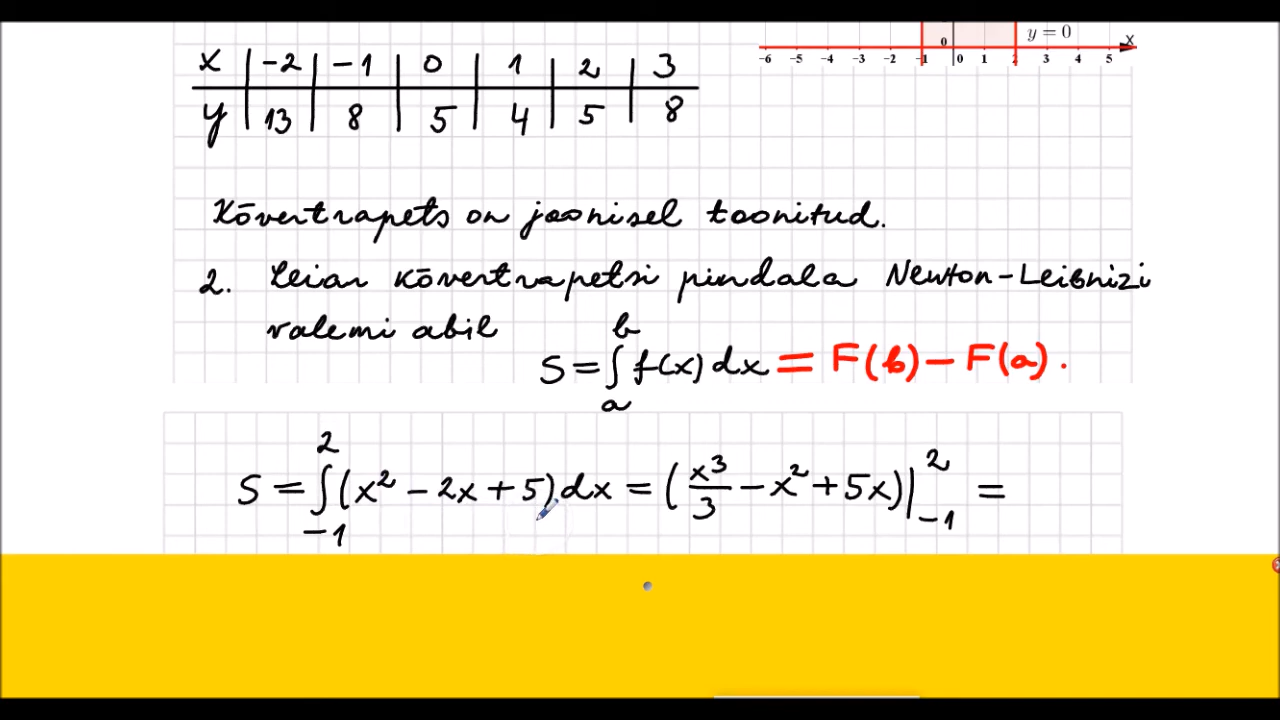 0 y = 0 x
-6 -5 -4 -3 -2 -1 0 1 2 3 4 5
x | -2 | -1 | 0 | 1 | 2 | 3
y | 13 | 8 | 5 | 4 | 5 | 8
Kõvertrapets on joonisel toonitud.
2. Leian kõvertrapetsi pindala Newton-Leibnizi
valemi abil
S = ∫_a^b f(x) dx = F(b) - F(a).
S = ∫_{-1}^{2} (x² - 2x + 5) dx = (x³/3 - x² + 5x)|_{-1}^{2} =